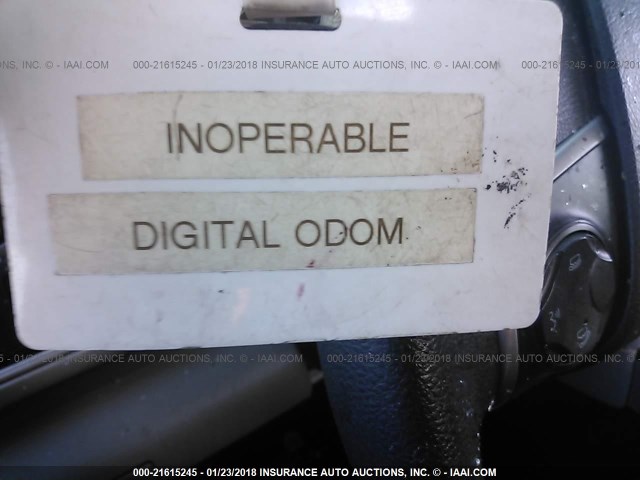 INC. - IAAI.COM 000-21615245 - 01/23/2018 INSURANCE AUTO AUCTIONS, INC. - IAAI.COM 000-21615245
INOPERABLE
DIGITAL ODOM
01/23/2018 INSURANCE AUTO AUCTIONS, INC. - IAAI.COM 000-21615245 - 01/23/2018 INSURANCE AUTO AUCTIONS, INC. - IAAI.COM
000-21615245 - 01/23/2018 INSURANCE AUTO AUCTIONS, INC. - IAAI.COM